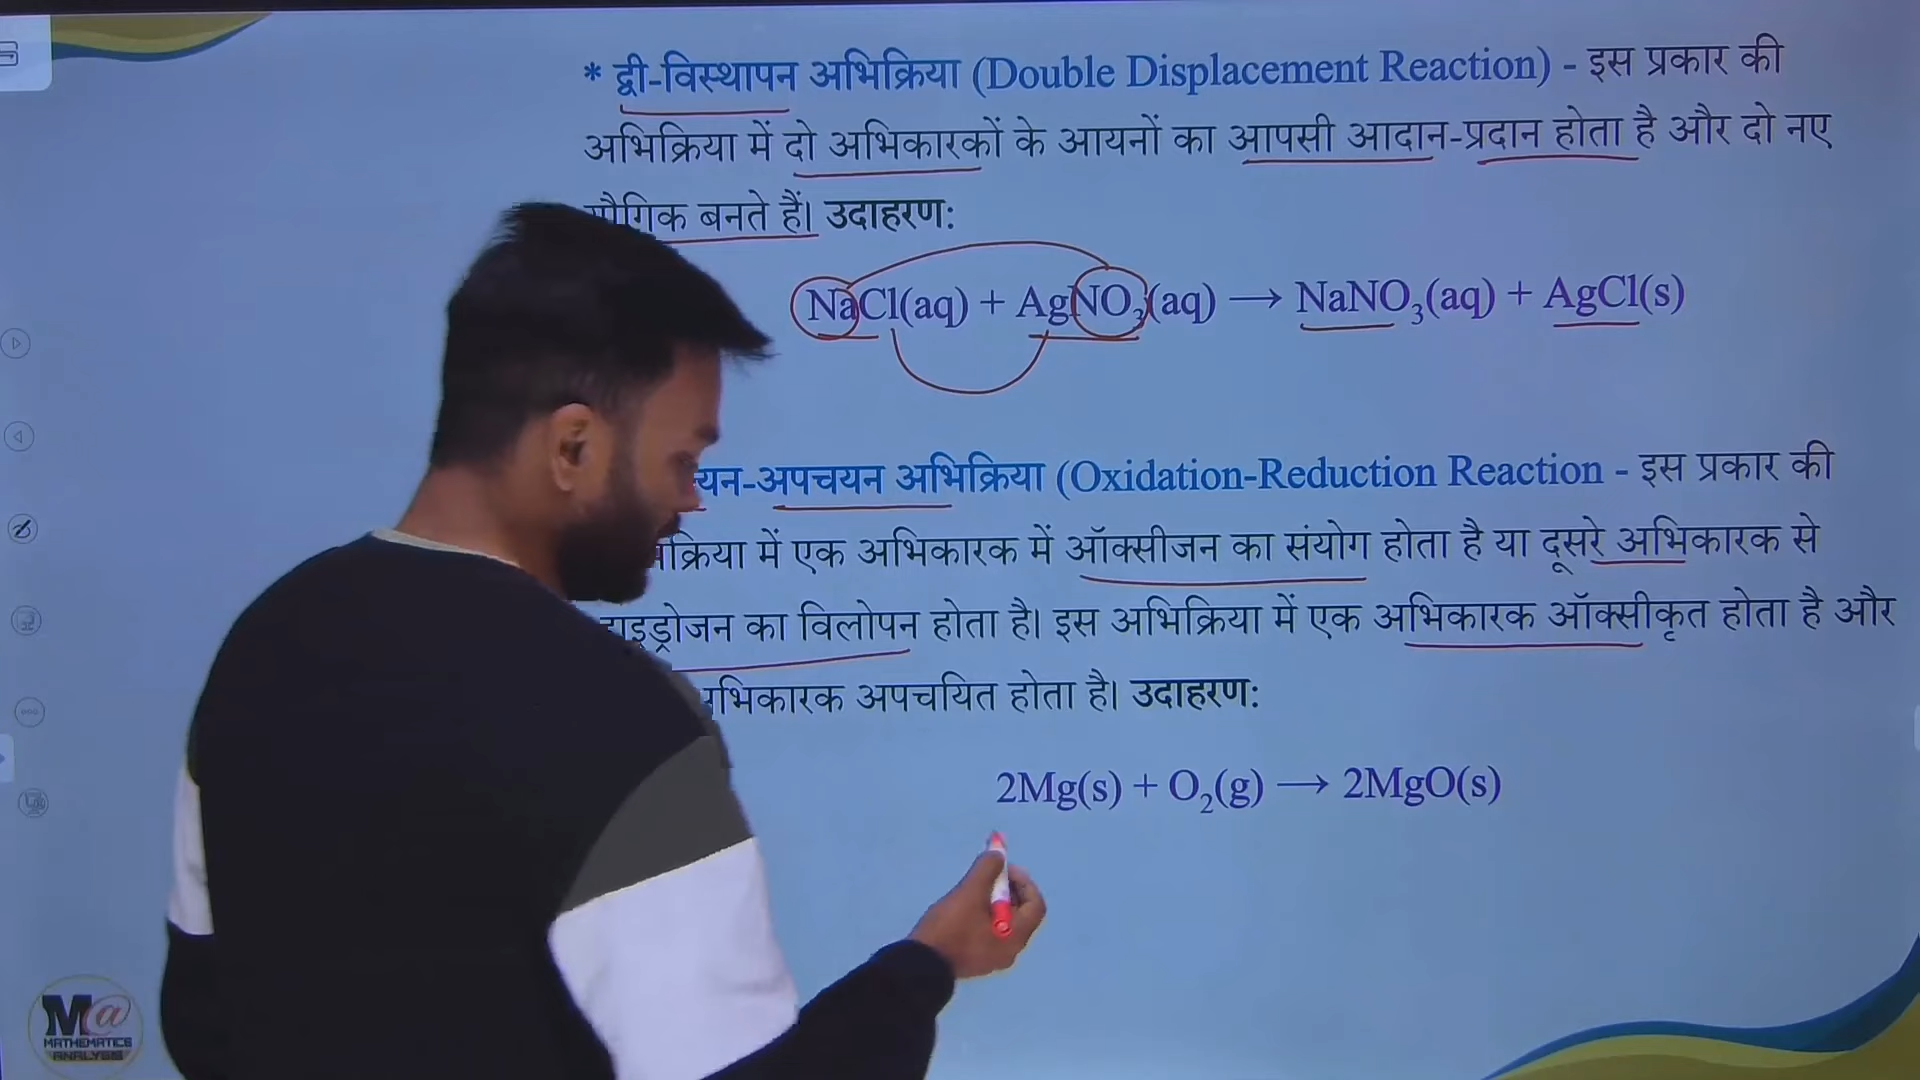 * द्वी-विस्थापन अभिक्रिया (Double Displacement Reaction) - इस प्रकार की
अभिक्रिया में दो अभिकारकों के आयनों का आपसी आदान-प्रदान होता है और दो नए
यौगिक बनते हैं। उदाहरण:
NaCl(aq) + AgNO₃(aq) ⟶ NaNO₃(aq) + AgCl(s)
यन-अपचयन अभिक्रिया (Oxidation-Reduction Reaction - इस प्रकार की
क्रिया में एक अभिकारक में ऑक्सीजन का संयोग होता है या दूसरे अभिकारक से
हाइड्रोजन का विलोपन होता है। इस अभिक्रिया में एक अभिकारक ऑक्सीकृत होता है और
अभिकारक अपचयित होता है। उदाहरण:
2Mg(s) + O₂(g) ⟶ 2MgO(s)
M@
MATHEMATICS
ANALYSIS